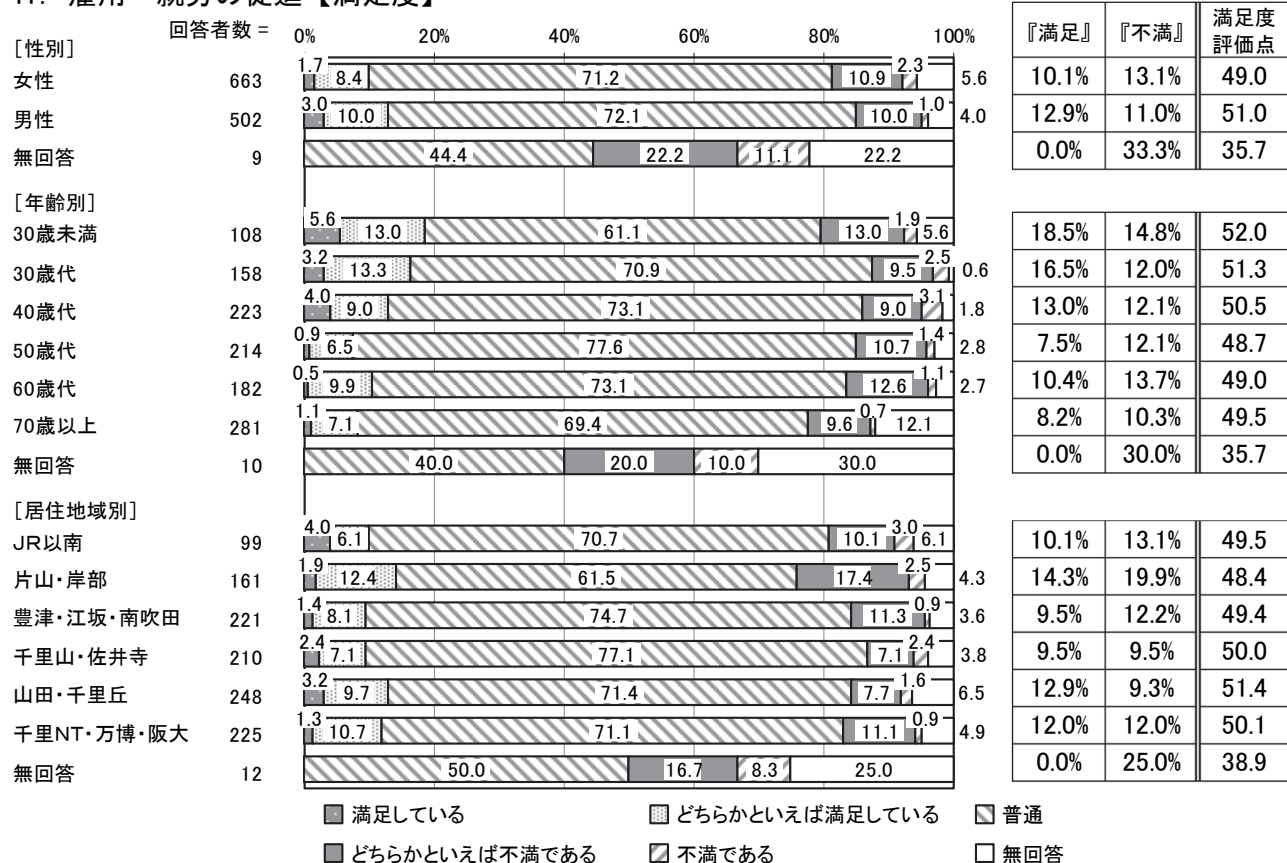 雇用・就労の促進【満足度】
回答者数 = 0% 20% 40% 60% 80% 100% 『満足』 『不満』 満足度評価点
[性別]
女性 663 1.7 8.4 71.2 10.9 2.3 5.6 10.1% 13.1% 49.0
男性 502 3.0 10.0 72.1 10.0 1.0 4.0 12.9% 11.0% 51.0
無回答 9 44.4 22.2 11.1 22.2 0.0% 33.3% 35.7
[年齢別]
30歳未満 108 5.6 13.0 61.1 13.0 1.9 5.6 18.5% 14.8% 52.0
30歳代 158 3.2 13.3 70.9 9.5 2.5 0.6 16.5% 12.0% 51.3
40歳代 223 4.0 9.0 73.1 9.0 3.1 1.8 13.0% 12.1% 50.5
50歳代 214 0.9 6.5 77.6 10.7 1.4 2.8 7.5% 12.1% 48.7
60歳代 182 0.5 9.9 73.1 12.6 1.1 2.7 10.4% 13.7% 49.0
70歳以上 281 1.1 7.1 69.4 9.6 0.7 12.1 8.2% 10.3% 49.5
無回答 10 40.0 20.0 10.0 30.0 0.0% 30.0% 35.7
[居住地域別]
JR以南 99 4.0 6.1 70.7 10.1 3.0 6.1 10.1% 13.1% 49.5
片山・岸部 161 1.9 12.4 61.5 17.4 2.5 4.3 14.3% 19.9% 48.4
豊津・江坂・南吹田 221 1.4 8.1 74.7 11.3 0.9 3.6 9.5% 12.2% 49.4
千里山・佐井寺 210 2.4 7.1 77.1 7.1 2.4 3.8 9.5% 9.5% 50.0
山田・千里丘 248 3.2 9.7 71.4 7.7 1.6 6.5 12.9% 9.3% 51.4
千里NT・万博・阪大 225 1.3 10.7 71.1 11.1 0.9 4.9 12.0% 12.0% 50.1
無回答 12 50.0 16.7 8.3 25.0 0.0% 25.0% 38.9
満足している どちらかといえば満足している 普通
どちらかといえば不満である 不満である 無回答